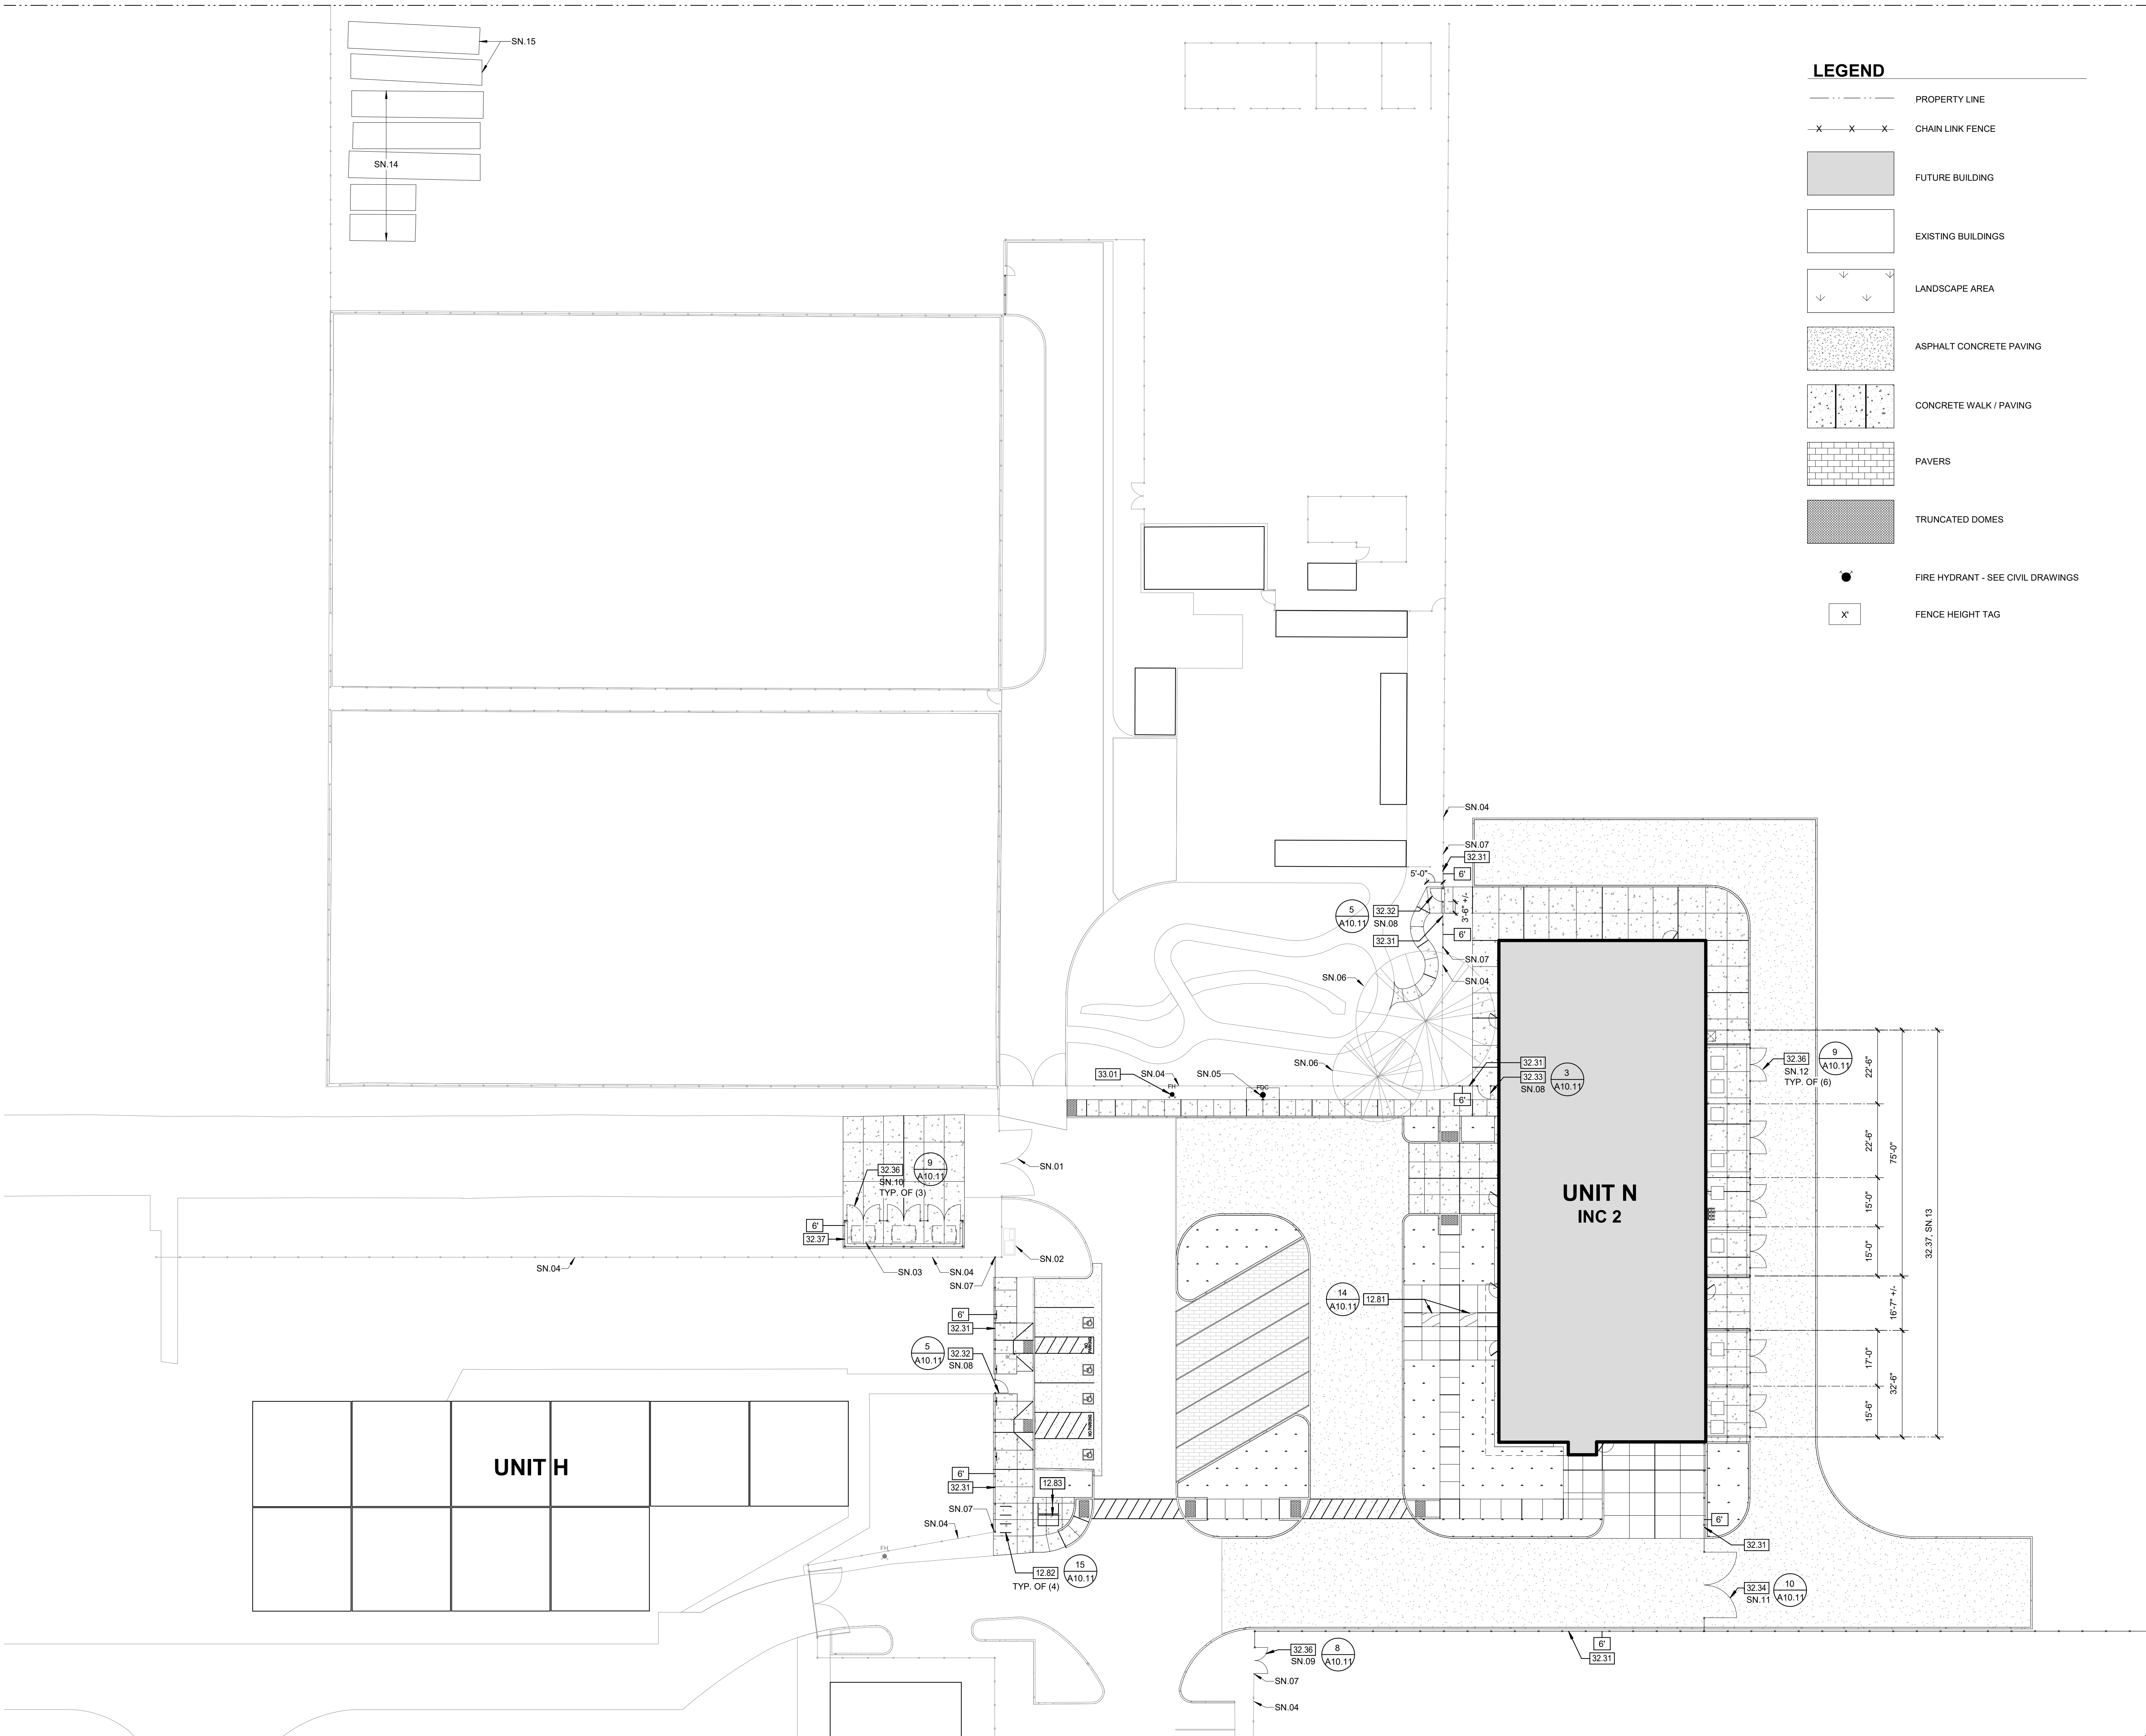 SN.15
SN.14
LEGEND
PROPERTY LINE
X X X
CHAIN LINK FENCE
FUTURE BUILDING
EXISTING BUILDINGS
LANDSCAPE AREA
ASPHALT CONCRETE PAVING
CONCRETE WALK / PAVING
PAVERS
TRUNCATED DOMES
FIRE HYDRANT - SEE CIVIL DRAWINGS
X'
FENCE HEIGHT TAG
SN.04
SN.07
32.31
6'
5'-0"
3'-6" +/-
5
A10.11
32.32
SN.08
32.31
6'
SN.07
SN.04
SN.06
SN.06
33.01
SN.04
FH
SN.05
FDC
32.31
32.33
SN.08
3
A10.11
6'
32.36
SN.12
TYP. OF (6)
9
A10.11
22'-6"
22'-6"
15'-0"
15'-0"
75'-0"
16'-7" +/-
17'-0"
15'-6"
32'-6"
32.37, SN.13
UNIT N
INC 2
SN.01
32.36
SN.10
TYP. OF (3)
9
A10.11
6'
32.37
SN.03
SN.04
SN.04
SN.07
SN.02
6'
32.31
5
A10.11
32.32
SN.08
NO PARKING
NO PARKING
14
A10.11
12.81
UNIT H
6'
32.31
12.83
SN.07
SN.04
FH
12.82
TYP. OF (4)
15
A10.11
6'
32.31
32.34
SN.11
10
A10.11
32.36
SN.09
8
A10.11
SN.07
SN.04
6'
32.31